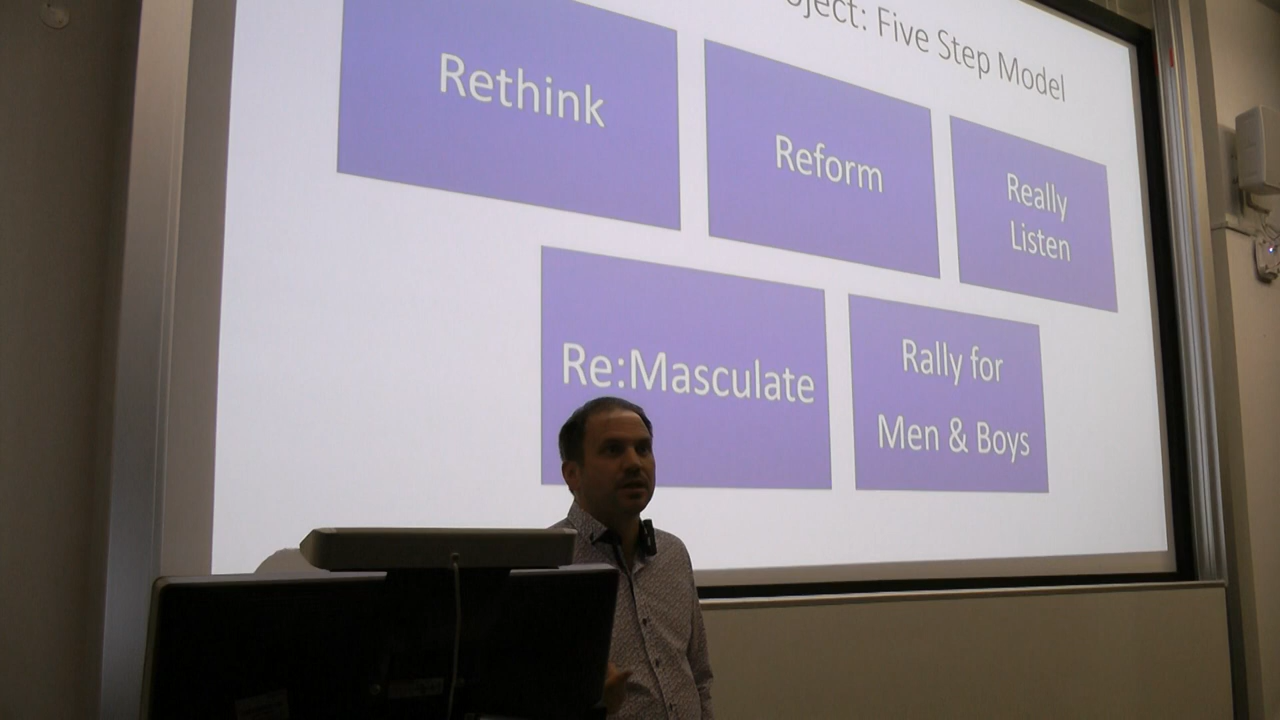 oject: Five Step Model
Rethink
Reform
Really
Listen
Re:Masculate
Rally for
Men & Boys